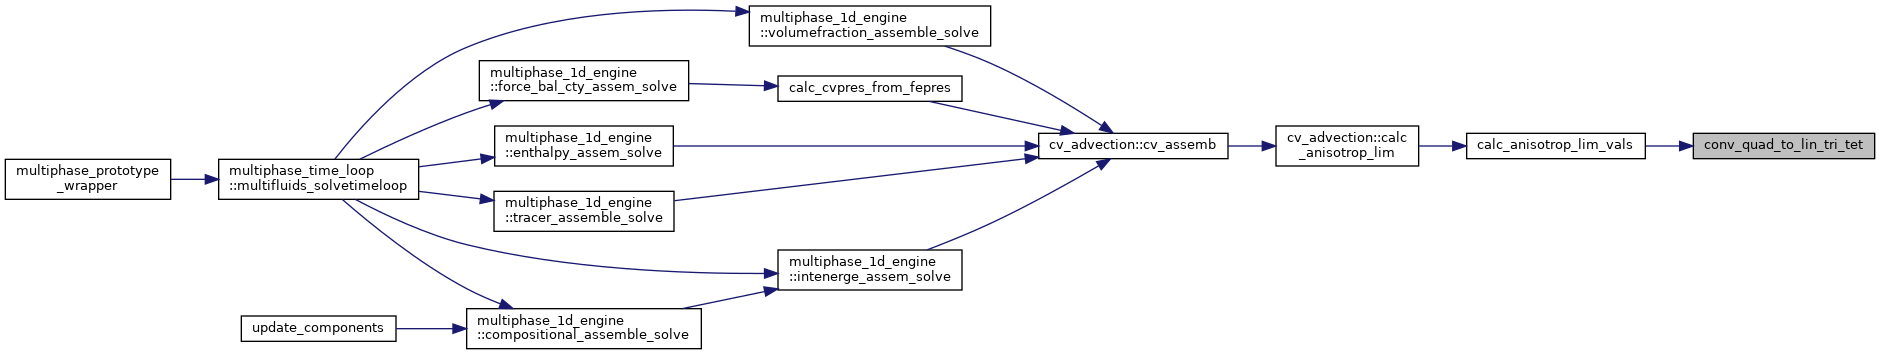 multiphase_prototype
_wrapper
multiphase_time_loop
::multifluids_solvetimeloop
update_components
multiphase_1d_engine
::force_bal_cty_assem_solve
multiphase_1d_engine
::enthalpy_assem_solve
multiphase_1d_engine
::tracer_assemble_solve
multiphase_1d_engine
::compositional_assemble_solve
multiphase_1d_engine
::volumefraction_assemble_solve
calc_cvpres_from_fepres
multiphase_1d_engine
::intenerge_assem_solve
cv_advection::cv_assemb
cv_advection::calc
_anisotrop_lim
calc_anisotrop_lim_vals
conv_quad_to_lin_tri_tet